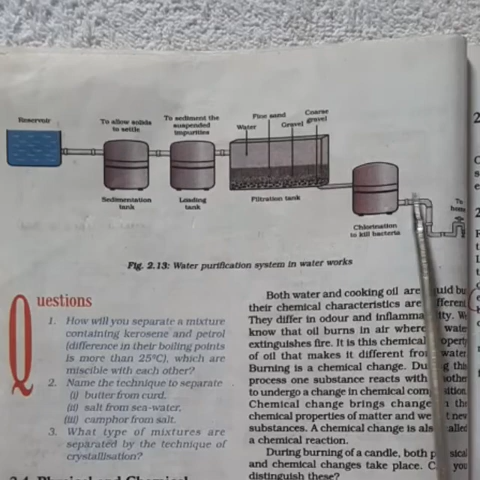 Reservoir
To allow solids
to settle
To sediment the
suspended
impurities
Water
Fine sand
Gravel
Coarse
gravel
Sedimentation
tank
Loading
tank
Filtration tank
Chlorination
to kill bacteria
To
home
Fig. 2.13: Water purification system in water works
Questions
1. How will you separate a mixture
containing kerosene and petrol
(difference in their boiling points
is more than 25°C), which are
miscible with each other?
2. Name the technique to separate
(i) butter from curd,
(ii) salt from sea-water,
(iii) camphor from salt.
3. What type of mixtures are
separated by the technique of
crystallisation?
Both water and cooking oil are
their chemical characteristics are
They differ in odour and
know that oil burns in air
extinguishes fire. It is this chemical
of oil that makes it different water
Burning is a chemical change. this
process one substance reacts with
to undergo a change in chemical
Chemical change brings change the
chemical properties of matter and new
substances. A chemical change is
a chemical reaction.
During burning of a candle, both
and chemical changes take place. you
distinguish these?